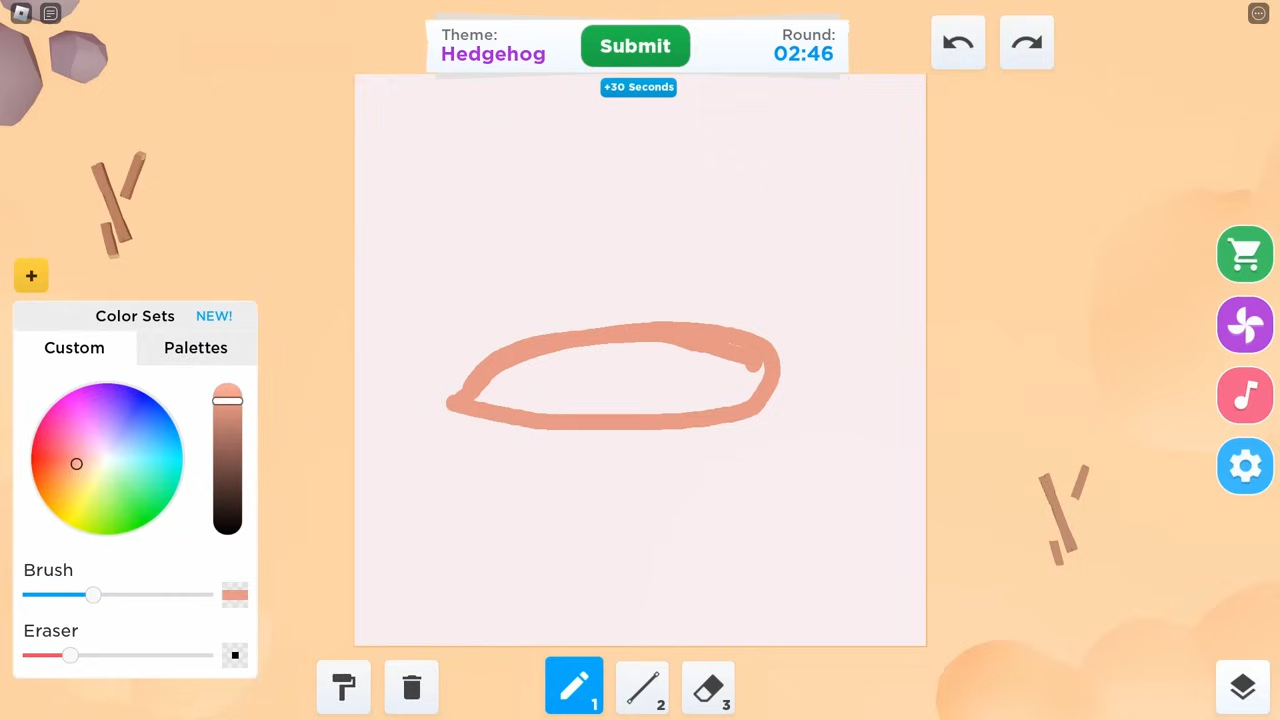 Theme:
Hedgehog
Submit
Round:
02:46
+30 Seconds
+
Color Sets NEW!
Custom Palettes
Brush
Eraser
1
2
3